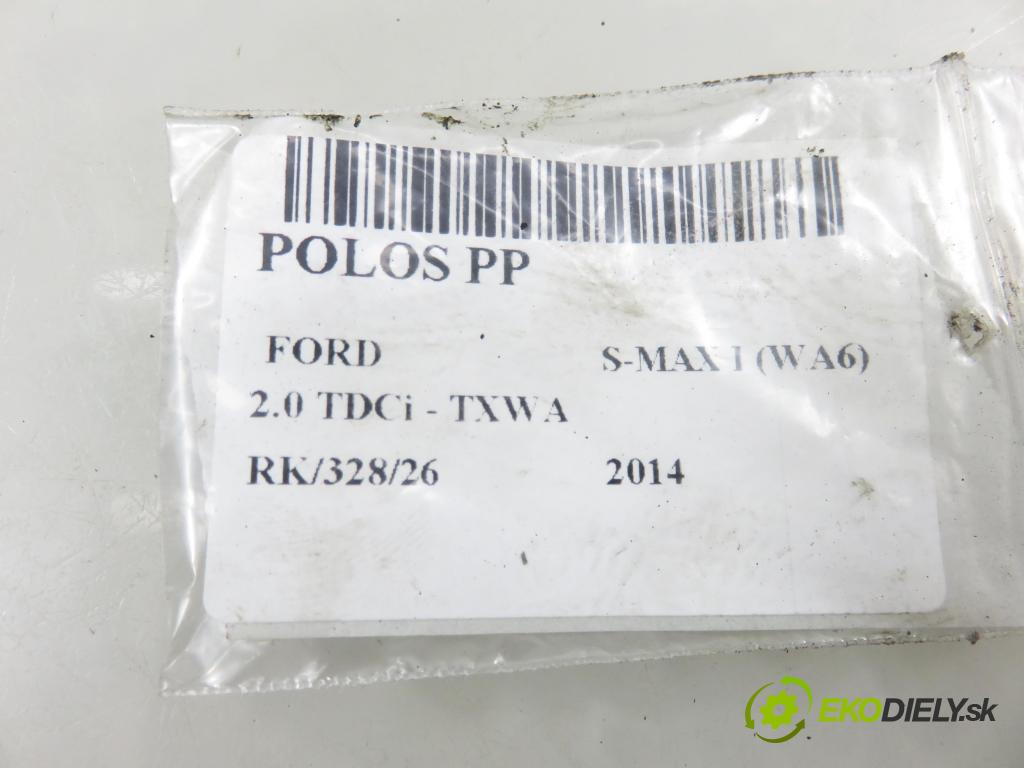 POLOS PP
FORD S-MAX I (WA6)
2.0 TDCi - TXWA
RK/328/26 2014
EKODIELY.sk